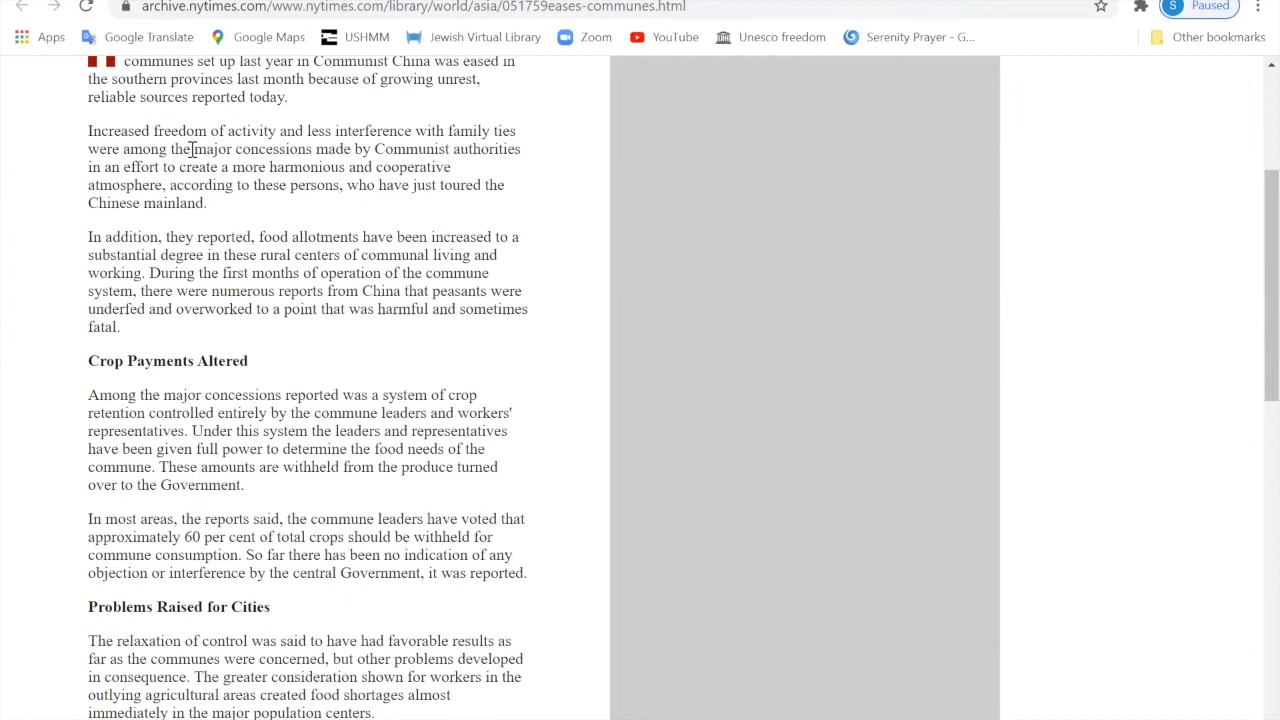 archive.nytimes.com/www.nytimes.com/library/world/asia/051759eases-communes.html
S Paused
Apps Google Translate Google Maps USHMM Jewish Virtual Library Zoom YouTube Unesco freedom Serenity Prayer - G... Other bookmarks
communes set up last year in Communist China was eased in
the southern provinces last month because of growing unrest,
reliable sources reported today.
Increased freedom of activity and less interference with family ties
were among the major concessions made by Communist authorities
in an effort to create a more harmonious and cooperative
atmosphere, according to these persons, who have just toured the
Chinese mainland.
In addition, they reported, food allotments have been increased to a
substantial degree in these rural centers of communal living and
working. During the first months of operation of the commune
system, there were numerous reports from China that peasants were
underfed and overworked to a point that was harmful and sometimes
fatal.
Crop Payments Altered
Among the major concessions reported was a system of crop
retention controlled entirely by the commune leaders and workers'
representatives. Under this system the leaders and representatives
have been given full power to determine the food needs of the
commune. These amounts are withheld from the produce turned
over to the Government.
In most areas, the reports said, the commune leaders have voted that
approximately 60 per cent of total crops should be withheld for
commune consumption. So far there has been no indication of any
objection or interference by the central Government, it was reported.
Problems Raised for Cities
The relaxation of control was said to have had favorable results as
far as the communes were concerned, but other problems developed
in consequence. The greater consideration shown for workers in the
outlying agricultural areas created food shortages almost
immediately in the major population centers.